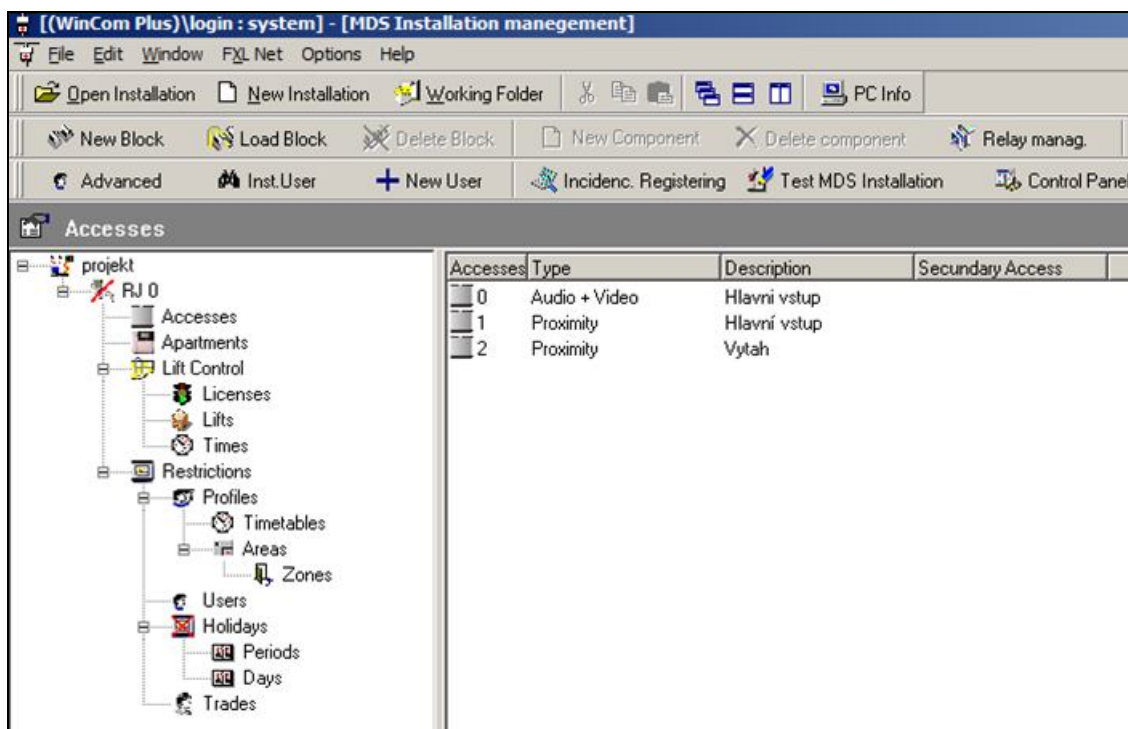 [(WinCom Plus)\login : system] - [MDS Installation manegement]
File Edit Window FXL Net Options Help
Open Installation New Installation Working Folder PC Info
New Block Load Block Delete Block New Component Delete component Relay manag.
Advanced Inst.User New User Incidenc. Registering Test MDS Installation Control Panel
Accesses
projekt
RJ 0
Accesses
Apartments
Lift Control
Licenses
Lifts
Times
Restrictions
Profiles
Timetables
Areas
Zones
Users
Holidays
Periods
Days
Trades
Accesses Type Description Secundary Access
0 Audio + Video Hlavni vstup
1 Proximity Hlavní vstup
2 Proximity Vytah